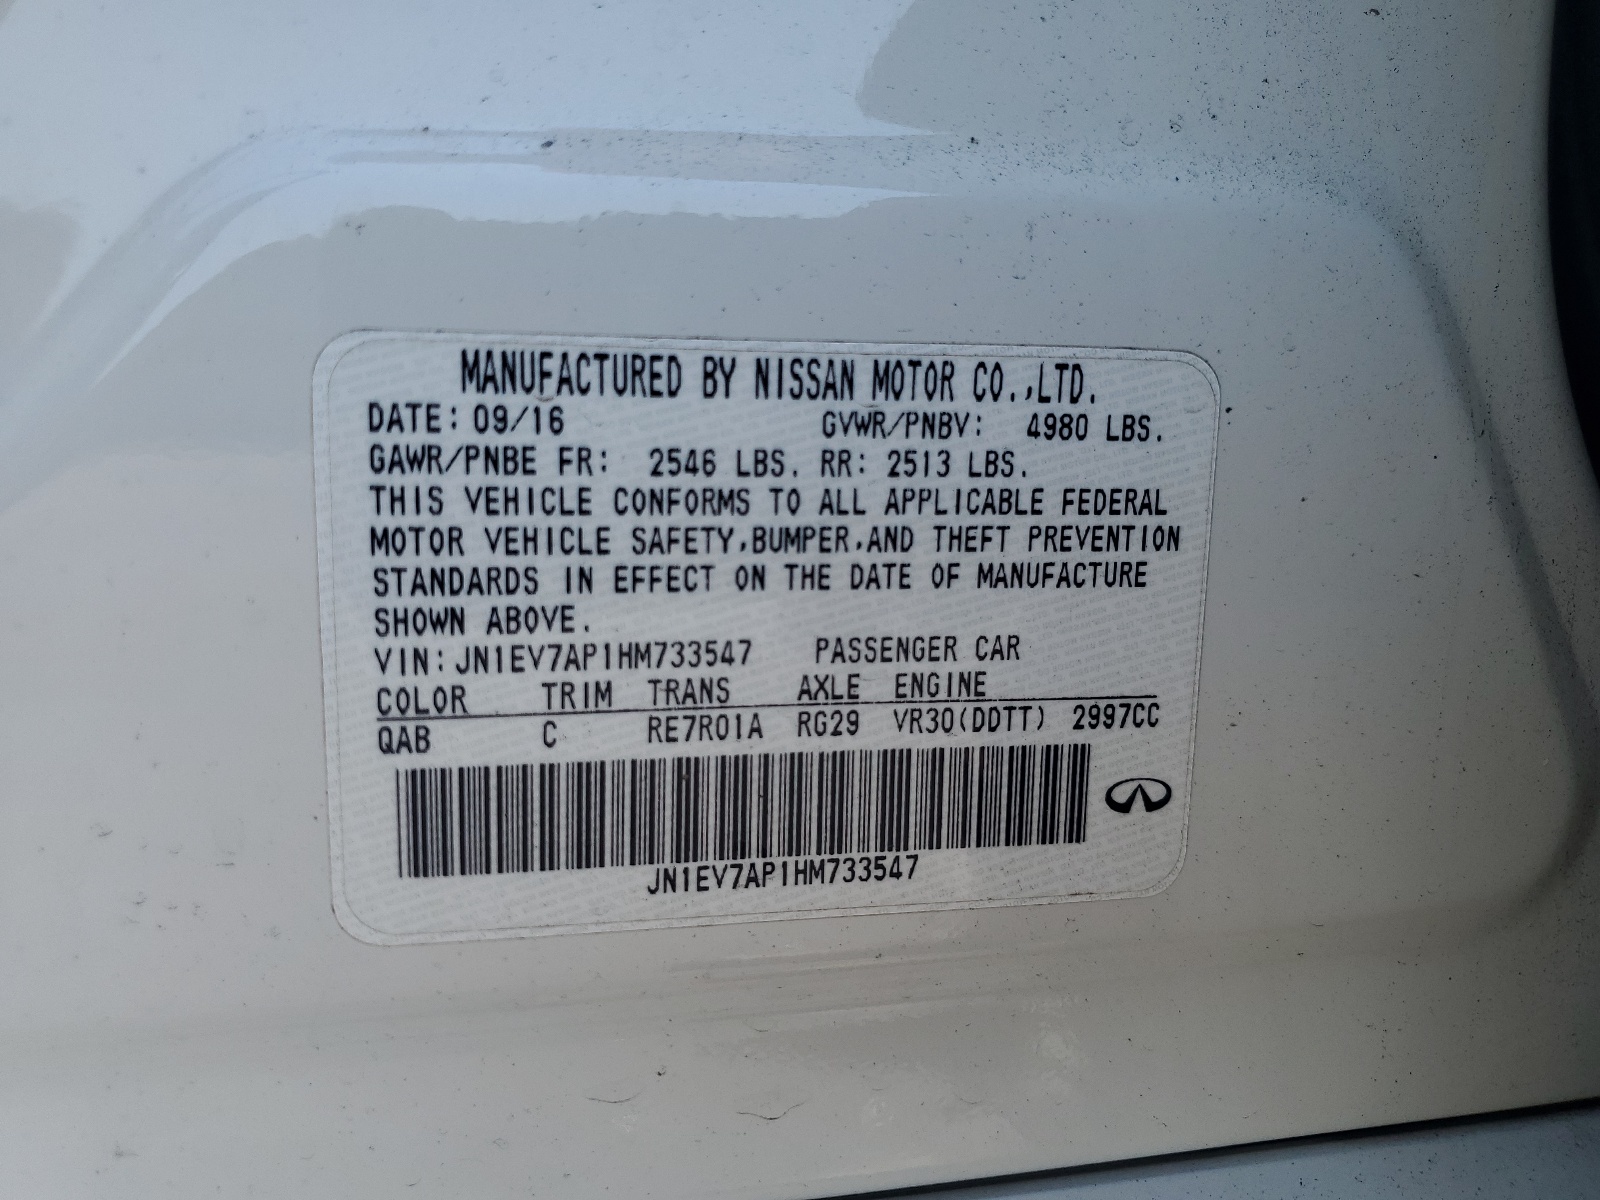 MANUFACTURED BY NISSAN MOTOR CO.,LTD.
DATE: 09/16 GVWR/PNBV: 4980 LBS.
GAWR/PNBE FR: 2546 LBS. RR: 2513 LBS.
THIS VEHICLE CONFORMS TO ALL APPLICABLE FEDERAL
MOTOR VEHICLE SAFETY,BUMPER,AND THEFT PREVENTION
STANDARDS IN EFFECT ON THE DATE OF MANUFACTURE
SHOWN ABOVE.
VIN: JN1EV7AP1HM733547 PASSENGER CAR
COLOR TRIM TRANS AXLE ENGINE
QAB C RE7R01A RG29 VR30(DDTT) 2997CC
JN1EV7AP1HM733547